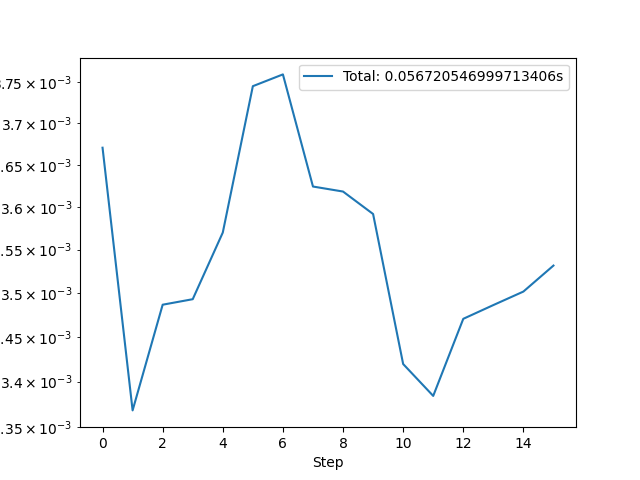 Total: 0.056720546999713406s
.75 × 10⁻³
3.7 × 10⁻³
.65 × 10⁻³
3.6 × 10⁻³
.55 × 10⁻³
3.5 × 10⁻³
.45 × 10⁻³
3.4 × 10⁻³
.35 × 10⁻³
0 2 4 6 8 10 12 14
Step